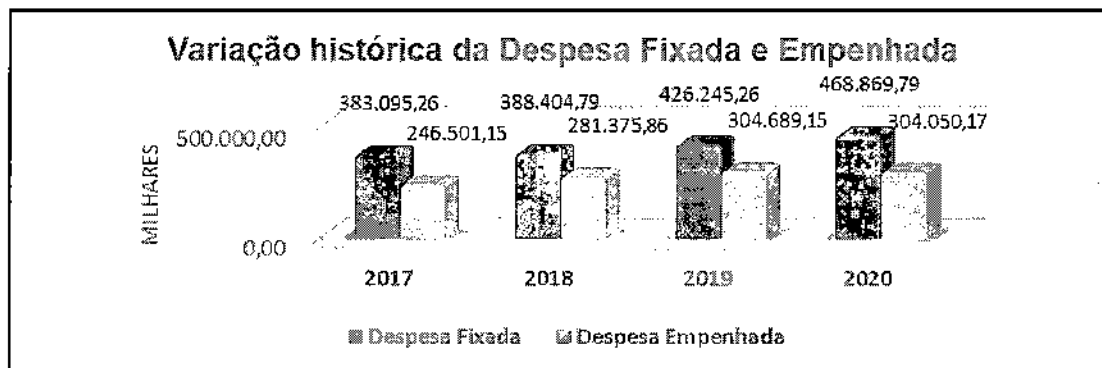 Variação histórica da Despesa Fixada e Empenhada
383.095,26 388.404,79 426.245,26 468.869,79
246.501,15 281.375,86 304.689,15 304.050,17
500.000,00
MILHARES
0,00
2017 2018 2019 2020
Despesa Fixada Despesa Empenhada